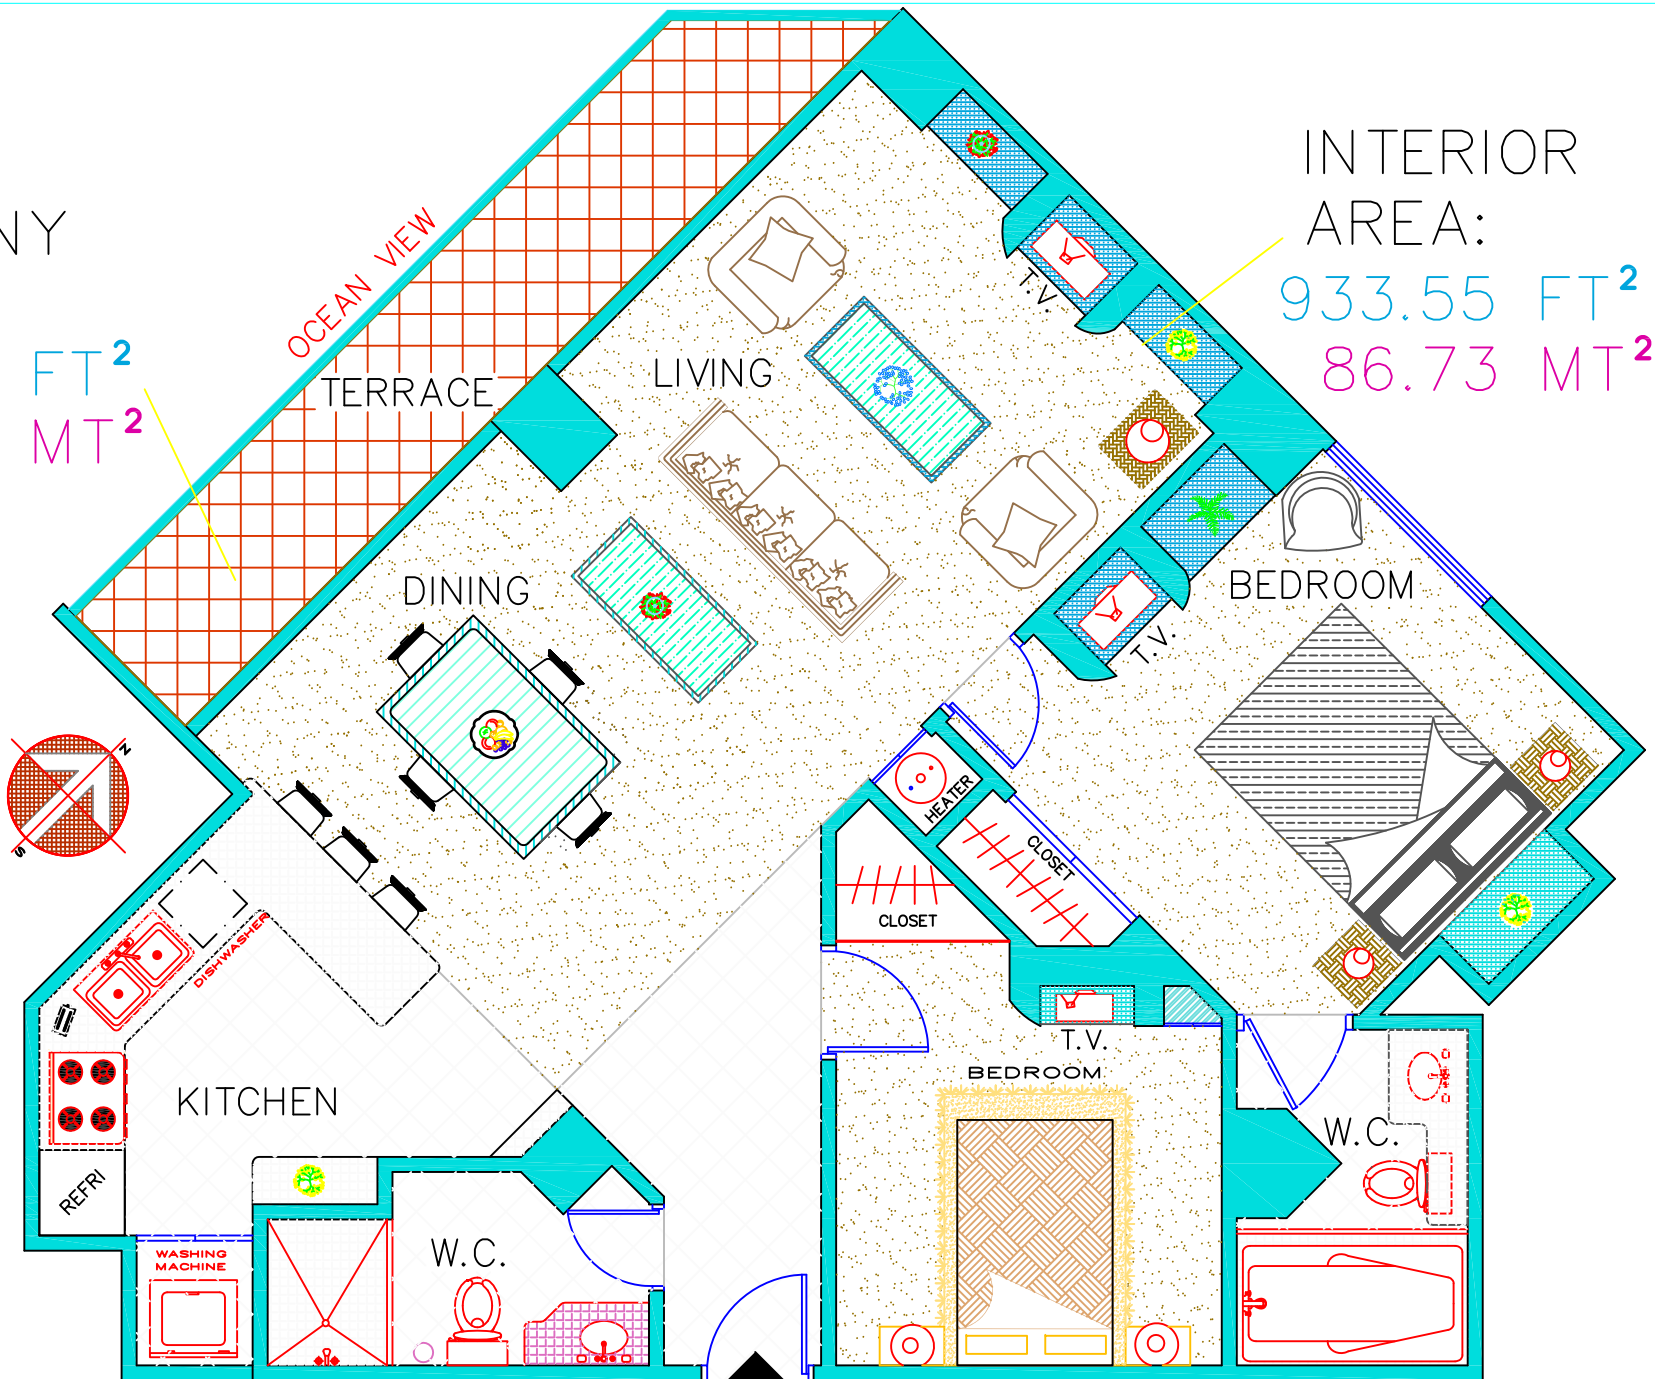 NY
FT²
MT²
INTERIOR
AREA:
933.55 FT²
86.73 MT²
OCEAN VIEW
TERRACE
LIVING
T.V.
DINING
BEDROOM
T.V.
N
S
HEATER
CLOSET
CLOSET
DISHWASHER
T.V.
BEDROOM
KITCHEN
W.C.
REFRI
W.C.
WASHING
MACHINE